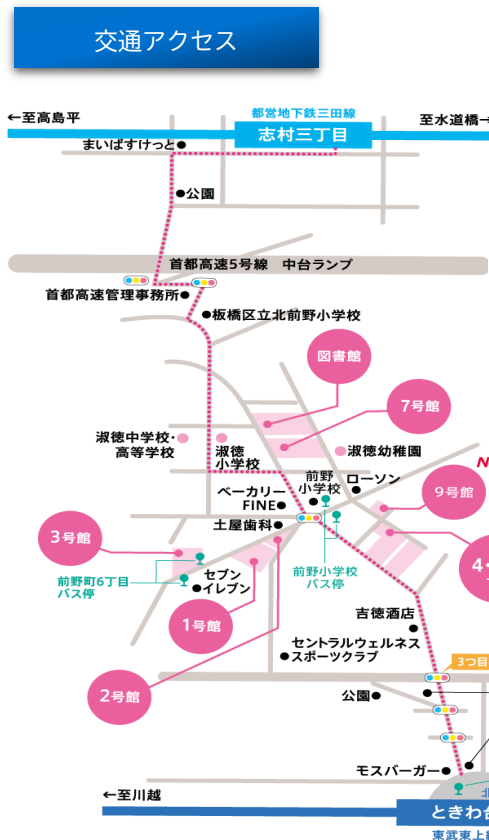 交通アクセス
都営地下鉄三田線
←至高島平
志村三丁目
至水道橋→
まいばすけっと
公園
首都高速5号線 中台ランプ
首都高速管理事務所
板橋区立北前野小学校
図書館
7号館
淑徳中学校・
高等学校
淑徳
小学校
淑徳幼稚園
前野
小学校
ローソン
ベーカリー
FINE
9号館
土屋歯科
3号館
前野町6丁目
バス停
セブン
イレブン
前野小学校
バス停
1号館
吉徳酒店
セントラルウェルネス
スポーツクラブ
2号館
3つ目
公園
モスバーガー
←至川越
ときわ台
東武東上線